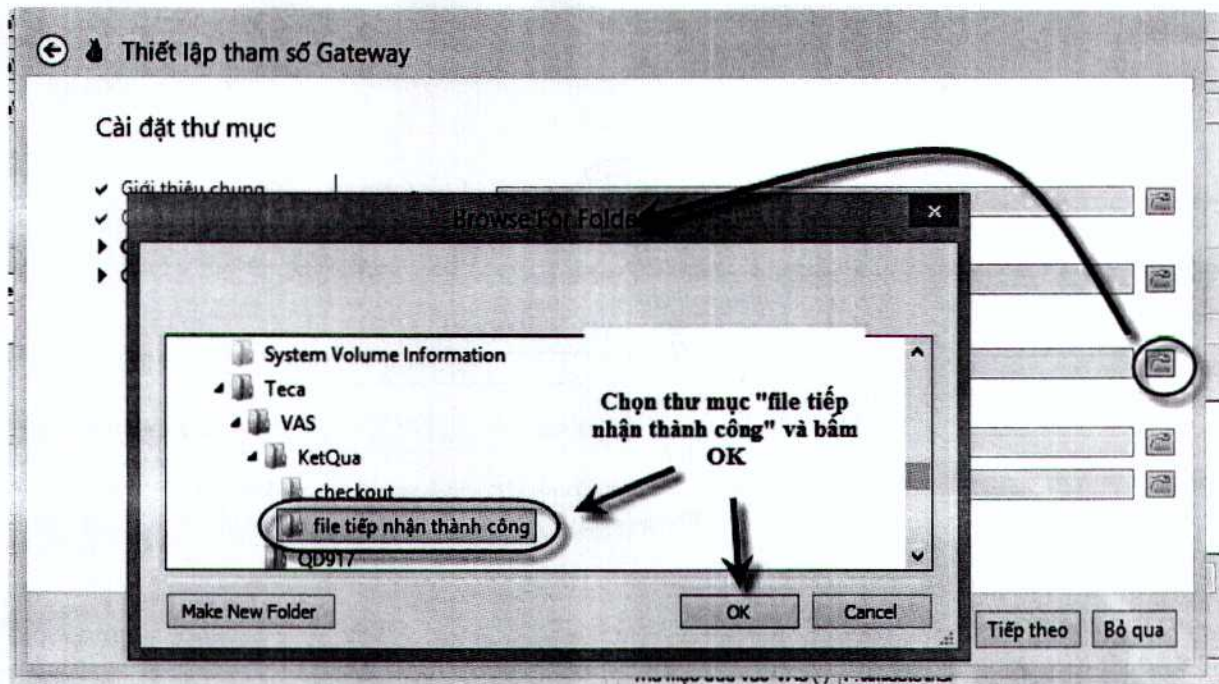 Thiết lập tham số Gateway
Cài đặt thư mục
Giới thiệu chung
Browse For Folde
System Volume Information
Teca
VAS
KetQua
checkout
file tiếp nhận thành công
QD917
Chọn thư mục "file tiếp
nhận thành công" và bấm
OK
Make New Folder
OK
Cancel
Tiếp theo
Bỏ qua